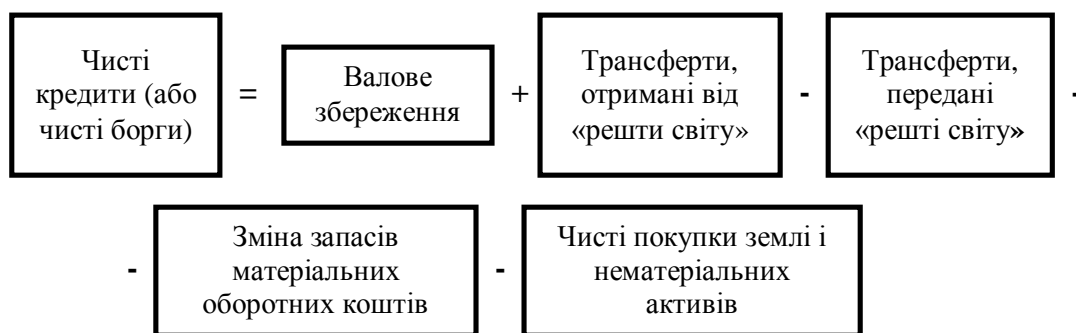 Чисті
кредити (або
чисті борги)
=
Валове
збереження
+
Трансферти,
отримані від
«решти світу»
-
Трансферти,
передані
«решті світу»
-
-
Зміна запасів
матеріальних
оборотних коштів
-
Чисті покупки землі і
нематеріальних
активів